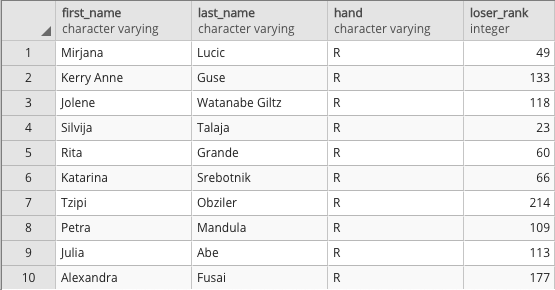 first_name last_name hand loser_rank
character varying character varying character varying integer
1 Mirjana Lucic R 49
2 Kerry Anne Guse R 133
3 Jolene Watanabe Giltz R 118
4 Silvija Talaja R 23
5 Rita Grande R 60
6 Katarina Srebotnik R 66
7 Tzipi Obziler R 214
8 Petra Mandula R 109
9 Julia Abe R 113
10 Alexandra Fusai R 177